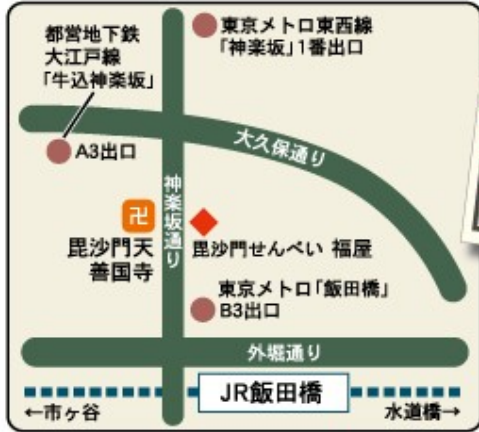 都営地下鉄
大江戸線
「牛込神楽坂」
東京メトロ東西線
「神楽坂」1番出口
A3出口
大久保通り
神楽坂通り
卍
毘沙門天
善国寺
毘沙門せんべい 福屋
東京メトロ「飯田橋」
B3出口
外堀通り
JR飯田橋
←市ヶ谷
水道橋→